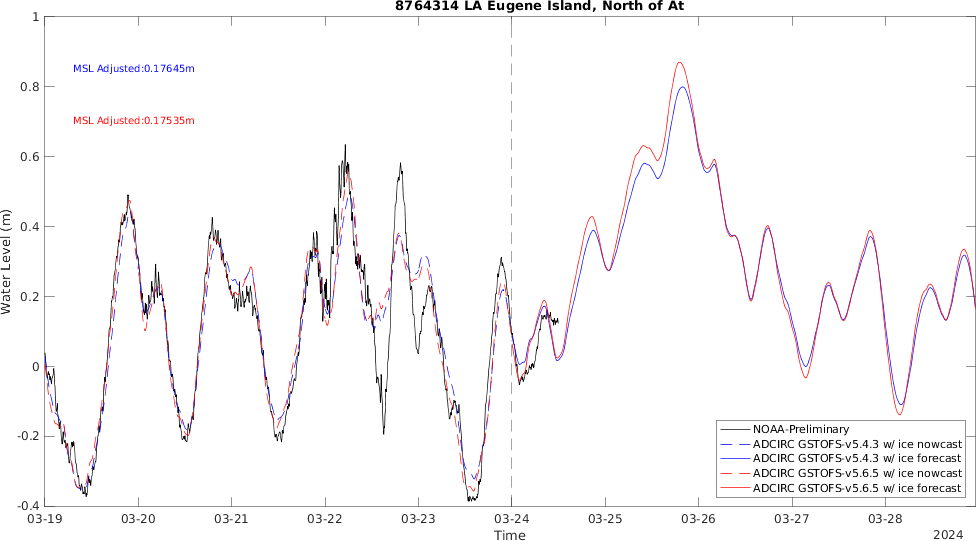 8764314 LA Eugene Island, North of At
1
0.8
0.6
0.4
0.2
0
-0.2
-0.4
Water Level (m)
MSL Adjusted:0.17645m
MSL Adjusted:0.17535m
NOAA-Preliminary
ADCIRC GSTOFS-v5.4.3 w/ ice nowcast
ADCIRC GSTOFS-v5.4.3 w/ ice forecast
ADCIRC GSTOFS-v5.6.5 w/ ice nowcast
ADCIRC GSTOFS-v5.6.5 w/ ice forecast
03-19 03-20 03-21 03-22 03-23 03-24 03-25 03-26 03-27 03-28
Time
2024